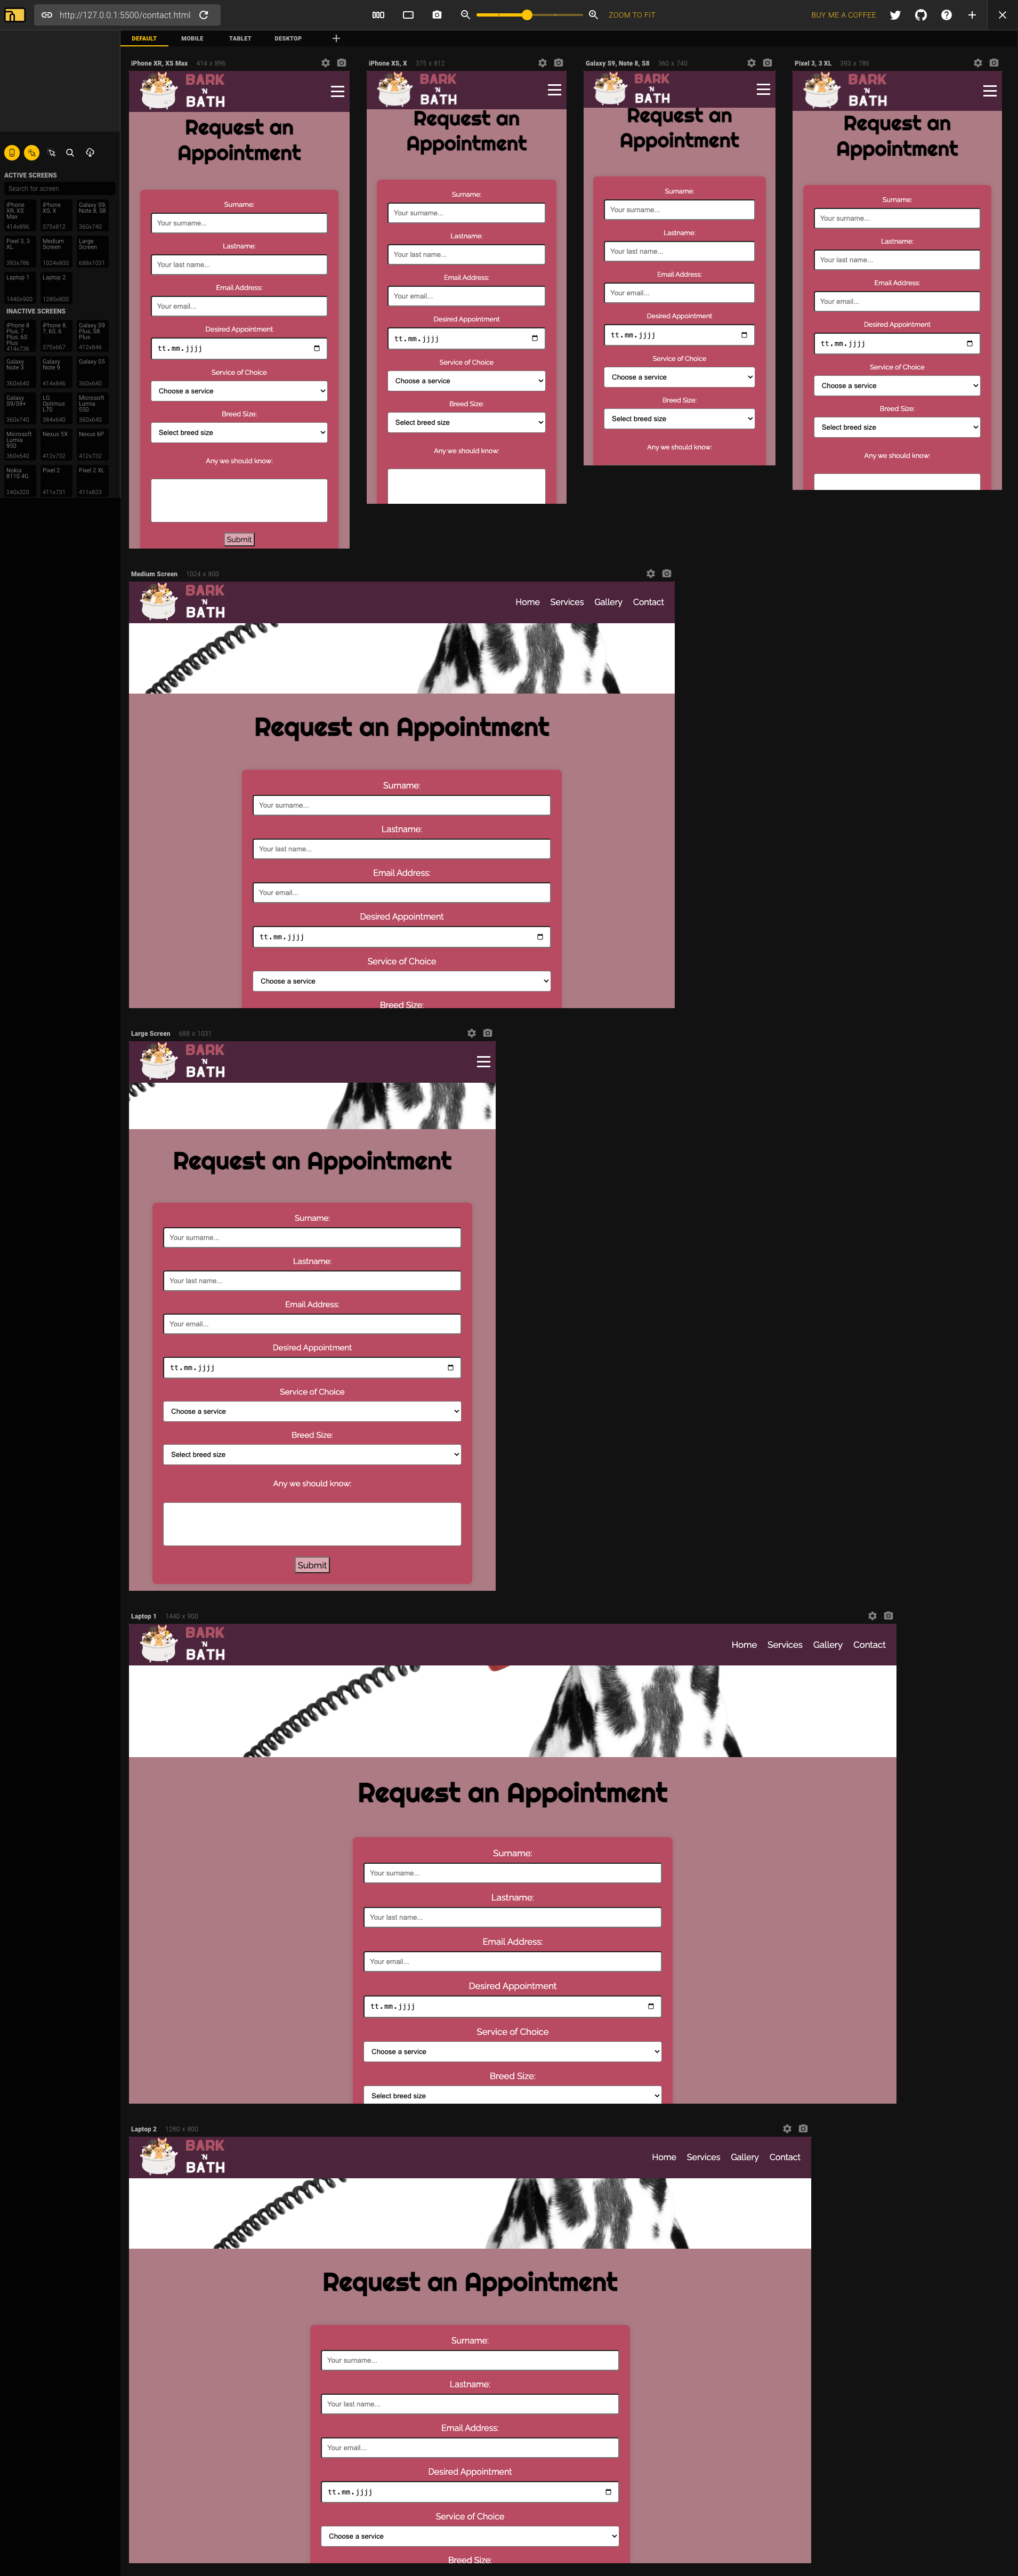 http://127.0.0.1:5500/contact.html
ZOOM TO FIT
BUY ME A COFFEE
DEFAULT
MOBILE
TABLET
DESKTOP
ACTIVE SCREENS
Search for screen
iPhone
XR, XS
Max
414x896
iPhone
XS, X
375x812
Galaxy S9,
Note 8, S8
360x740
Pixel 3, 3
XL
393x786
Medium
Screen
1024x800
Large
Screen
688x1031
Laptop 1
1440x900
Laptop 2
1280x800
INACTIVE SCREENS
iPhone 8
Plus, 7
Plus, 6S
Plus
414x736
iPhone 8,
7, 6S, 6
375x667
Galaxy S9
Plus, S8
Plus
412x846
Galaxy
Note 3
360x640
Galaxy
Note 9
414x846
Galaxy S5
360x640
Galaxy
S9/S9+
360x740
LG
Optimus
L70
384x640
Microsoft
Lumia
550
360x640
Microsoft
Lumia
950
360x640
Nexus 5X
412x732
Nexus 6P
412x732
Nokia
8110 4G
240x320
Pixel 2
411x731
Pixel 2 XL
411x823
iPhone XR, XS Max 414 x 896
BARK
'N
BATH
Request an
Appointment
Surname:
Your surname...
Lastname:
Your last name...
Email Address:
Your email...
Desired Appointment
tt.mm.jjjj
Service of Choice
Choose a service
Breed Size:
Select breed size
Any we should know:
Submit
iPhone XS, X 375 x 812
BARK
'N
BATH
Request an
Appointment
Surname:
Your surname...
Lastname:
Your last name...
Email Address:
Your email...
Desired Appointment
tt.mm.jjjj
Service of Choice
Choose a service
Breed Size:
Select breed size
Any we should know:
Galaxy S9, Note 8, S8 360 x 740
BARK
'N
BATH
Request an
Appointment
Surname:
Your surname...
Lastname:
Your last name...
Email Address:
Your email...
Desired Appointment
tt.mm.jjjj
Service of Choice
Choose a service
Breed Size:
Select breed size
Any we should know:
Pixel 3, 3 XL 393 x 786
BARK
'N
BATH
Request an
Appointment
Surname:
Your surname...
Lastname:
Your last name...
Email Address:
Your email...
Desired Appointment
tt.mm.jjjj
Service of Choice
Choose a service
Breed Size:
Select breed size
Any we should know:
Medium Screen 1024 x 800
BARK
'N
BATH
Home Services Gallery Contact
Request an Appointment
Surname:
Your surname...
Lastname:
Your last name...
Email Address:
Your email...
Desired Appointment
tt.mm.jjjj
Service of Choice
Choose a service
Breed Size:
Large Screen 688 x 1031
BARK
'N
BATH
Request an Appointment
Surname:
Your surname...
Lastname:
Your last name...
Email Address:
Your email...
Desired Appointment
tt.mm.jjjj
Service of Choice
Choose a service
Breed Size:
Select breed size
Any we should know:
Submit
Laptop 1 1440 x 900
BARK
'N
BATH
Home Services Gallery Contact
Request an Appointment
Surname:
Your surname...
Lastname:
Your last name...
Email Address:
Your email...
Desired Appointment
tt.mm.jjjj
Service of Choice
Choose a service
Breed Size:
Select breed size
Laptop 2 1280 x 800
BARK
'N
BATH
Home Services Gallery Contact
Request an Appointment
Surname:
Your surname...
Lastname:
Your last name...
Email Address:
Your email...
Desired Appointment
tt.mm.jjjj
Service of Choice
Choose a service
Breed Size: